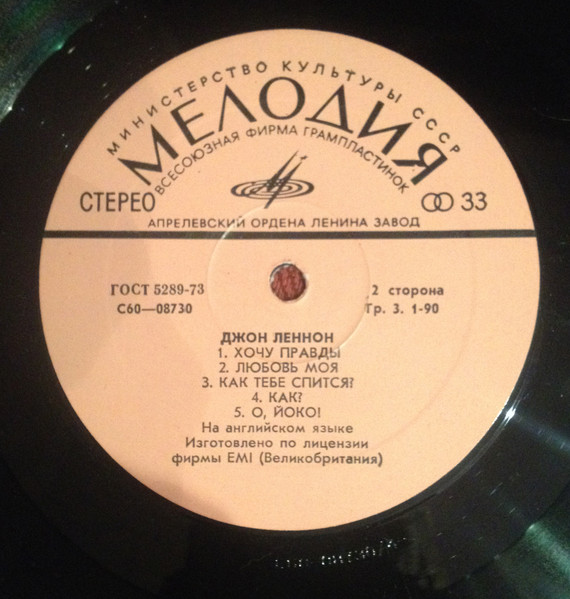 МИНИСТЕРСТВО КУЛЬТУРЫ СССР
МЕЛОДИЯ
ВСЕСОЮЗНАЯ ФИРМА ГРАМПЛАСТИНОК
СТЕРЕО
33
АПРЕЛЕВСКИЙ ОРДЕНА ЛЕНИНА ЗАВОД
ГОСТ 5289-73
2 сторона
С60—08730
Гр. 3. 1-90
ДЖОН ЛЕННОН
1. ХОЧУ ПРАВДЫ
2. ЛЮБОВЬ МОЯ
3. КАК ТЕБЕ СПИТСЯ?
4. КАК?
5. О, ЙОКО!
На английском языке
Изготовлено по лицензии
фирмы EMI (Великобритания)